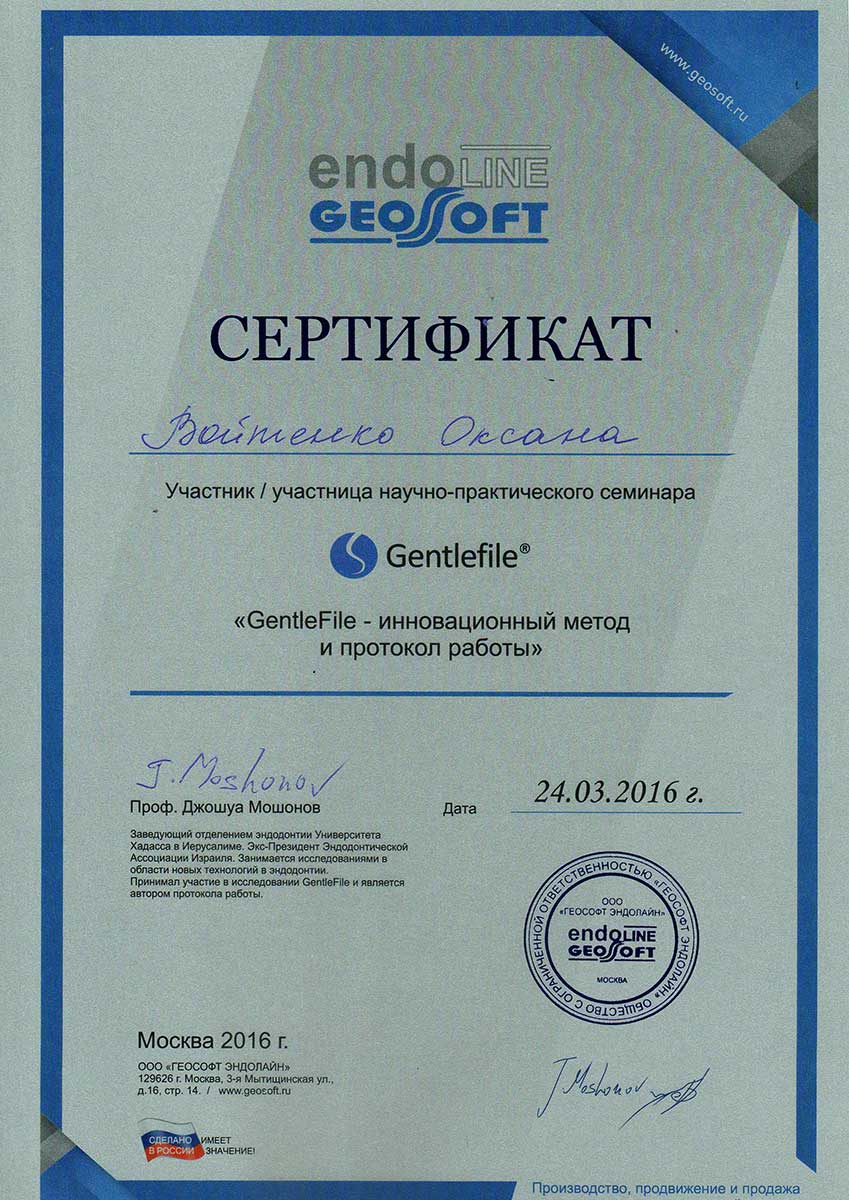 www.geosoft.ru
endoLINE
GEOSOFT
СЕРТИФИКАТ
Войтенко Оксана
Участник / участница научно-практического семинара
Gentlefile®
«GentleFile - инновационный метод
и протокол работы»
J. Moshonov
Проф. Джошуа Мошонов
Дата
24.03.2016 г.
Заведующий отделением эндодонтии Университета
Хадасса в Иерусалиме. Экс-Президент Эндодонтической
Ассоциации Израиля. Занимается исследованиями в
области новых технологий в эндодонтии.
Принимал участие в исследовании GentleFile и является
автором протокола работы.
ОБЩЕСТВО С ОГРАНИЧЕННОЙ ОТВЕТСТВЕННОСТЬЮ «ГЕОСОФТ ЭНДОЛАЙН»
ООО
«ГЕОСОФТ ЭНДОЛАЙН»
endoLINE
GEOSOFT
МОСКВА
Москва 2016 г.
ООО «ГЕОСОФТ ЭНДОЛАЙН»
129626 г. Москва, 3-я Мытищинская ул.,
д.16, стр. 14. / www.geosoft.ru
J. Moshonov
СДЕЛАНО
В РОССИИ
ИМЕЕТ
ЗНАЧЕНИЕ!
Производство, продвижение и продажа